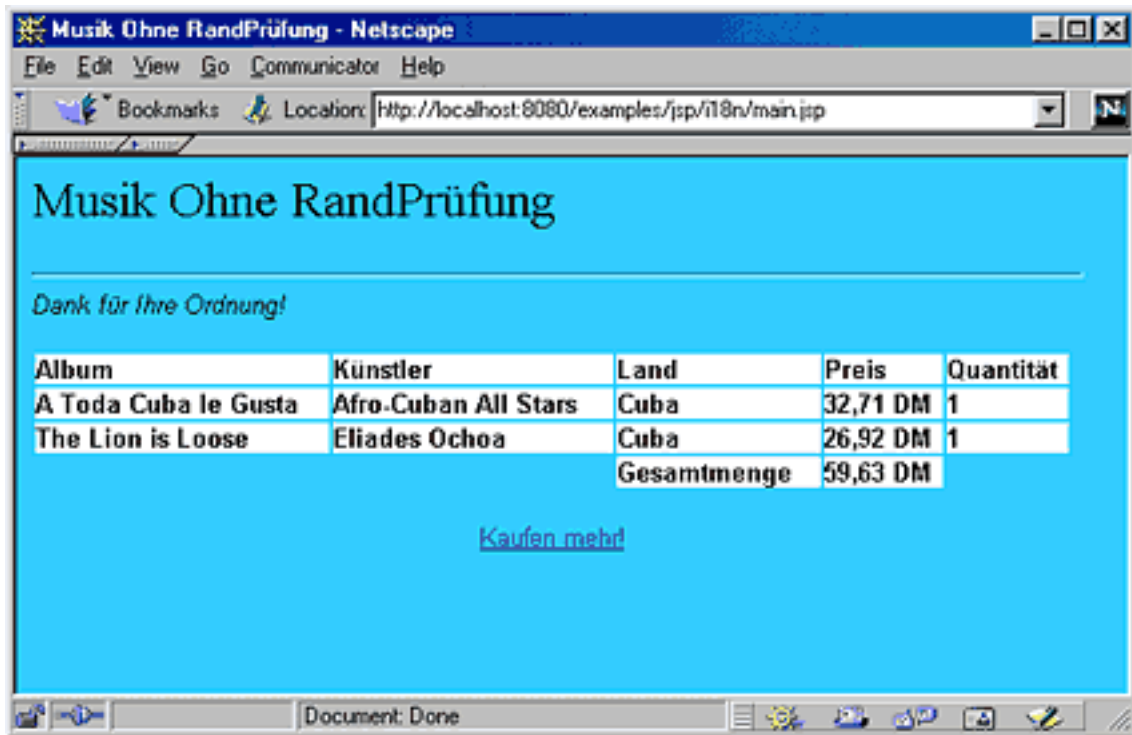 Musik Ohne RandPrüfung - Netscape
File Edit View Go Communicator Help
Bookmarks Location: http://localhost:8080/examples/jsp/i18n/main.jsp N
Musik Ohne RandPrüfung
Dank für Ihre Ordnung!
Album Künstler Land Preis Quantität
A Toda Cuba le Gusta Afro-Cuban All Stars Cuba 32,71 DM 1
The Lion is Loose Eliades Ochoa Cuba 26,92 DM 1
Gesamtmenge 59,63 DM
Kaufen mehr!
Document: Done